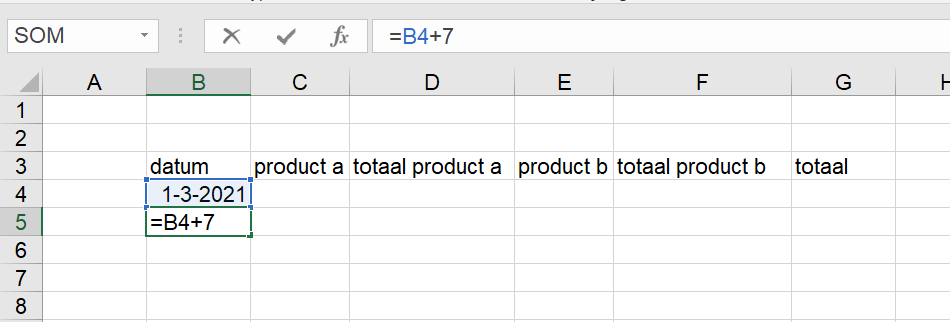 SOM fx =B4+7
A B C D E F G H
1
2
3 datum product a totaal product a product b totaal product b totaal
4 1-3-2021
5 =B4+7
6
7
8